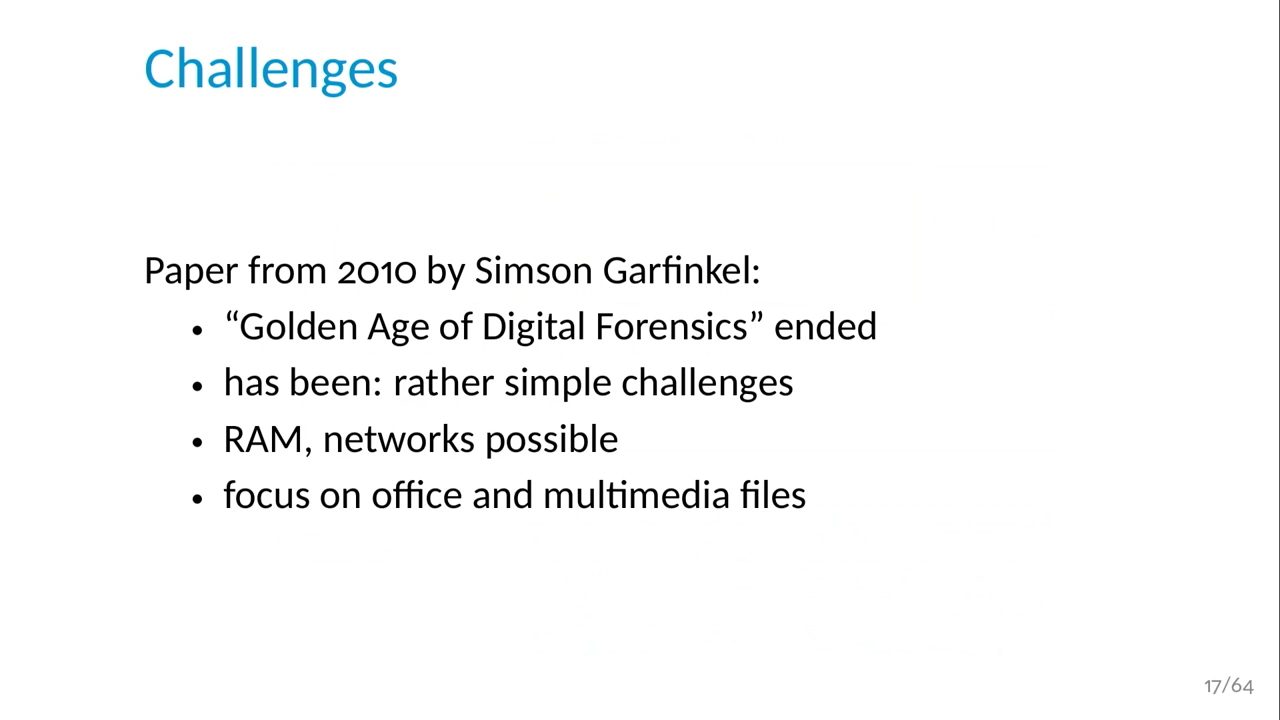 Challenges
Paper from 2010 by Simson Garfinkel:
• “Golden Age of Digital Forensics” ended
• has been: rather simple challenges
• RAM, networks possible
• focus on office and multimedia files
17/64